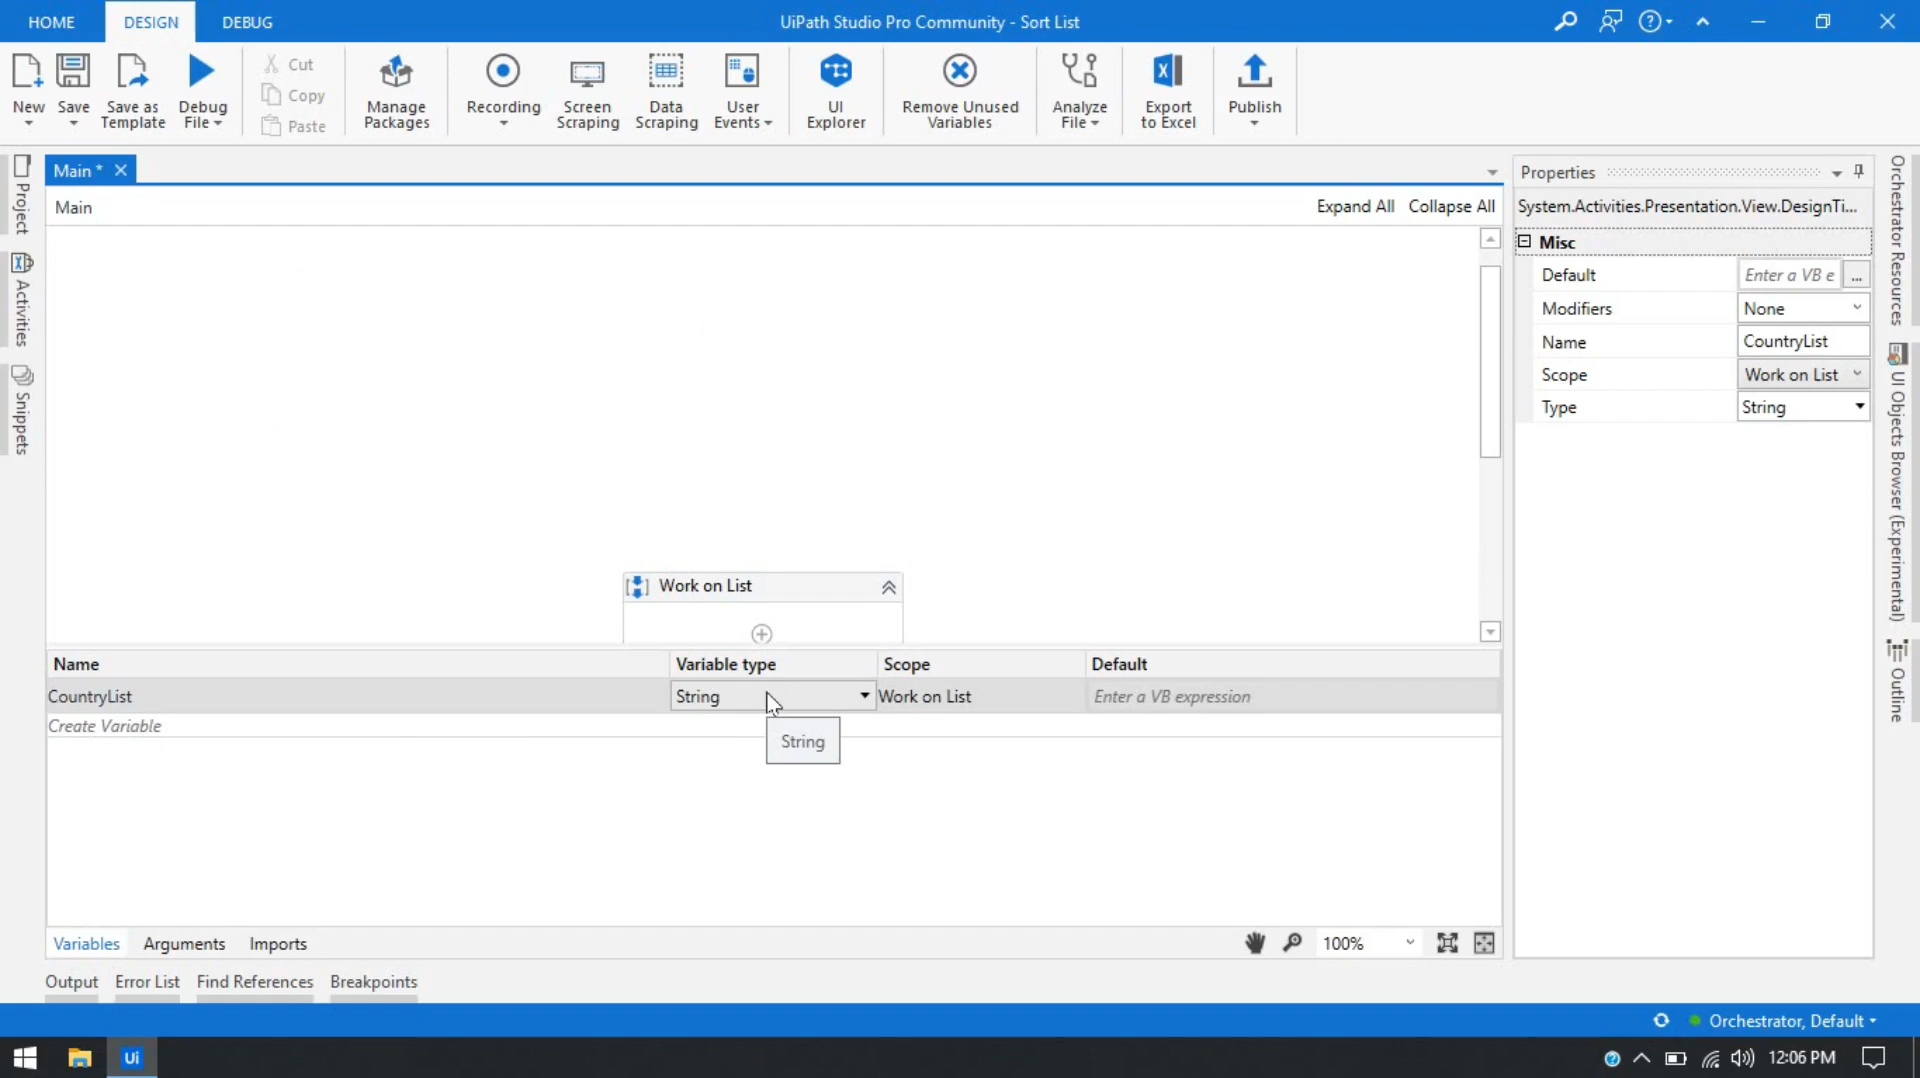 HOME DESIGN DEBUG UiPath Studio Pro Community - Sort List
New Save Save as Template Debug File Cut Copy Paste Manage Packages Recording Screen Scraping Data Scraping User Events UI Explorer Remove Unused Variables Analyze File Export to Excel Publish
Main * Properties
Main Expand All Collapse All System.Activities.Presentation.View.DesignTi...
Misc
Default Enter a VB e ...
Modifiers None
Name CountryList
Scope Work on List
Type String
Project
Activities
Snippets
Orchestrator Resources
UI Objects Browser (Experimental)
Outline
Work on List
Name Variable type Scope Default
CountryList String Work on List Enter a VB expression
Create Variable
String
Variables Arguments Imports 100%
Output Error List Find References Breakpoints
Orchestrator, Default
Ui 12:06 PM